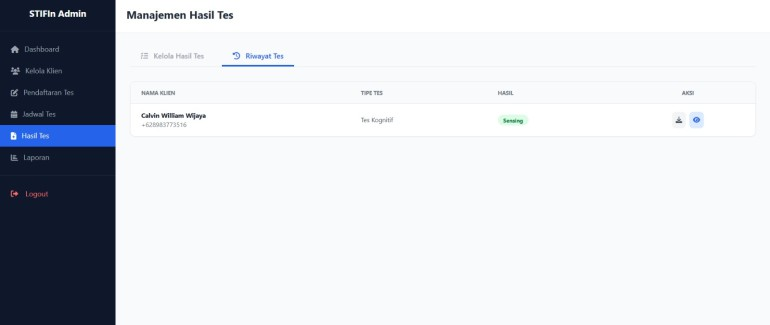 STIFIn Admin
Manajemen Hasil Tes
Dashboard
Kelola Klien
Pendaftaran Tes
Jadwal Tes
Hasil Tes
Laporan
Logout
Kelola Hasil Tes
Riwayat Tes
NAMA KLIEN TIPE TES HASIL AKSI
Calvin William Wijaya
+628983773516
Tes Kognitif
Sensing